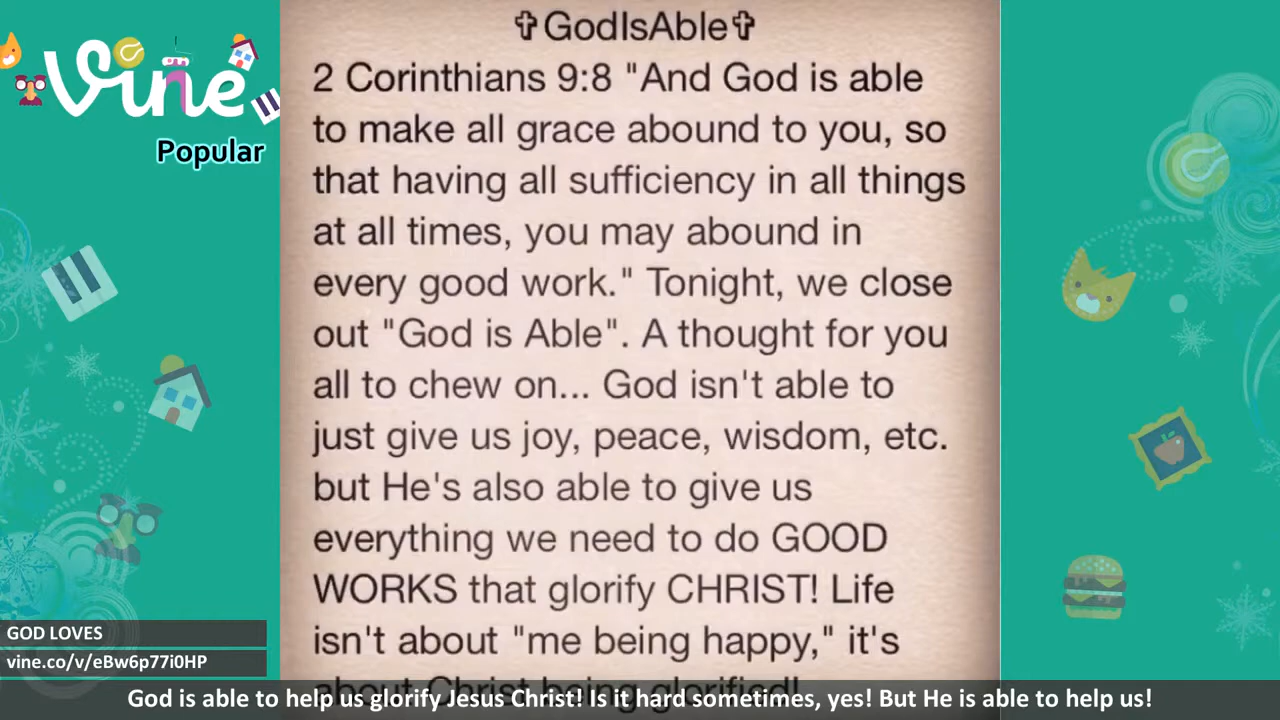 Vine
Popular
✞GodIsAble✞
2 Corinthians 9:8 "And God is able
to make all grace abound to you, so
that having all sufficiency in all things
at all times, you may abound in
every good work." Tonight, we close
out "God is Able". A thought for you
all to chew on... God isn't able to
just give us joy, peace, wisdom, etc.
but He's also able to give us
everything we need to do GOOD
WORKS that glorify CHRIST! Life
isn't about "me being happy," it's
about Christ being glorified!
GOD LOVES
vine.co/v/eBw6p77i0HP
God is able to help us glorify Jesus Christ! Is it hard sometimes, yes! But He is able to help us!